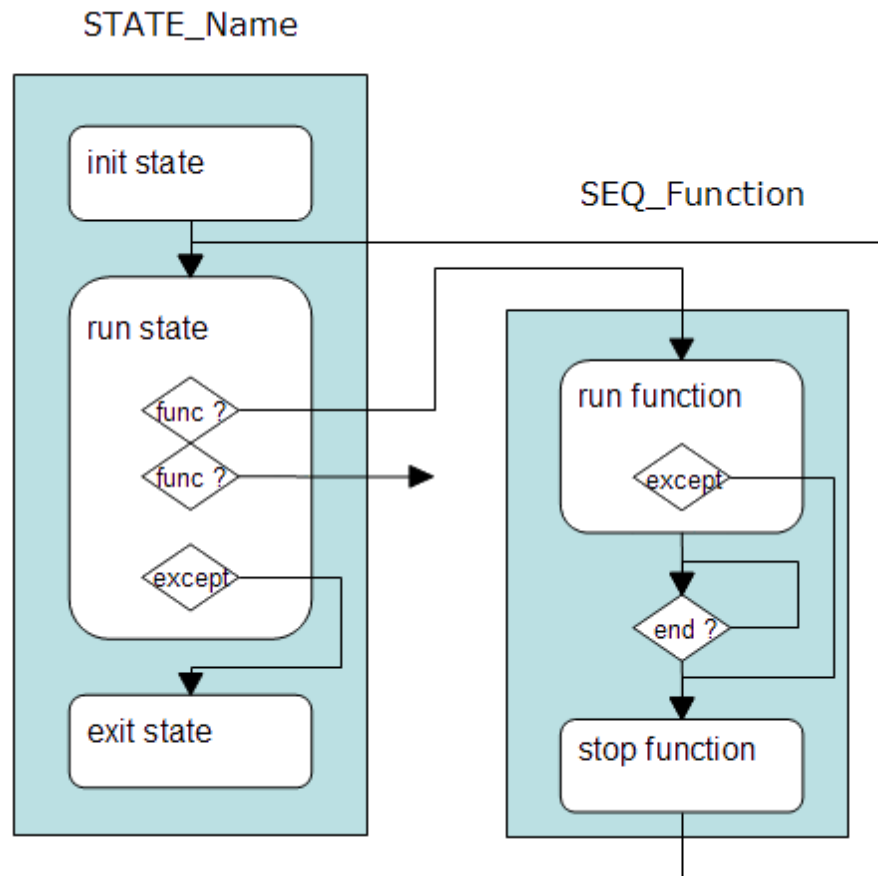 STATE_Name
init state
run state
func ?
func ?
except
exit state
SEQ_Function
run function
except
end ?
stop function